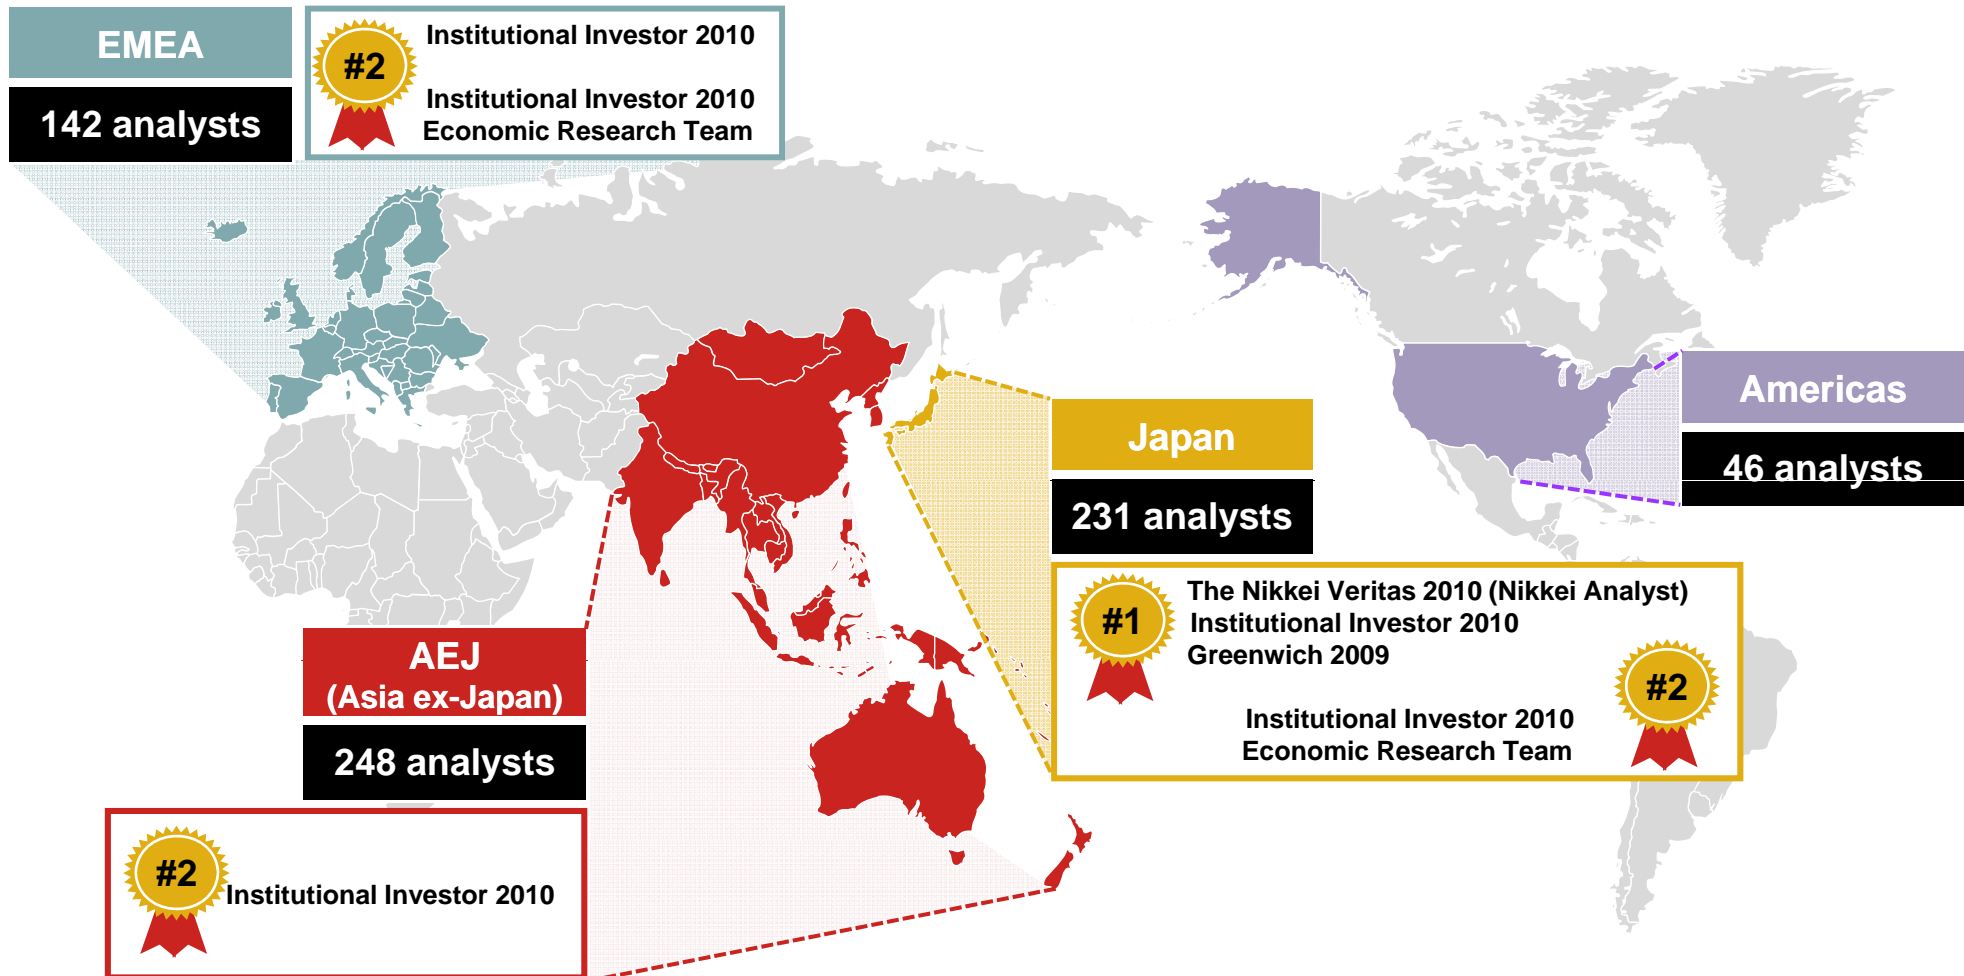 EMEA
142 analysts
#2
Institutional Investor 2010
Institutional Investor 2010
Economic Research Team
Americas
46 analysts
Japan
231 analysts
#1
The Nikkei Veritas 2010 (Nikkei Analyst)
Institutional Investor 2010
Greenwich 2009
#2
Institutional Investor 2010
Economic Research Team
AEJ
(Asia ex-Japan)
248 analysts
#2
Institutional Investor 2010